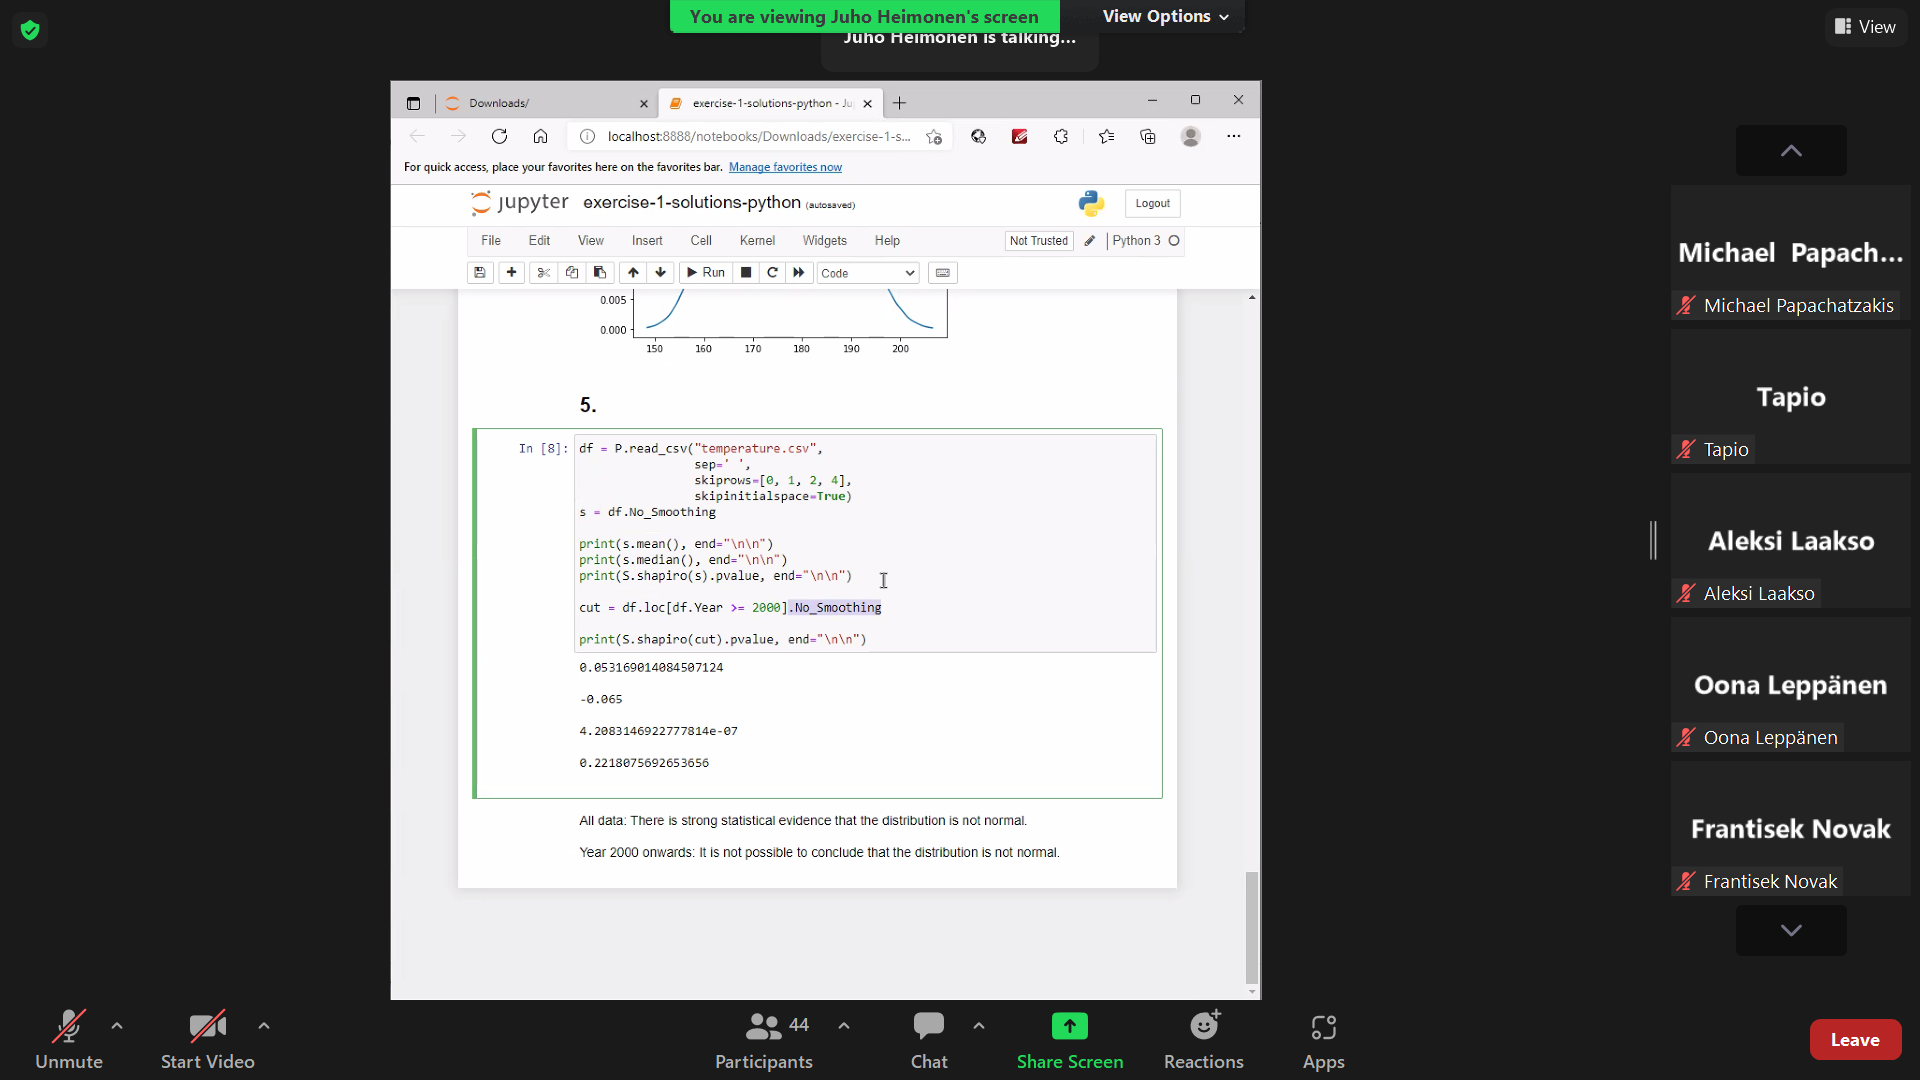 You are viewing Juho Heimonen's screen
View Options
Juho Heimonen is talking...
View
Downloads/
exercise-1-solutions-python - Ju
localhost:8888/notebooks/Downloads/exercise-1-s...
For quick access, place your favorites here on the favorites bar. Manage favorites now
jupyter exercise-1-solutions-python (autosaved)
Logout
File Edit View Insert Cell Kernel Widgets Help
Not Trusted
Python 3
Run
Code
0.005
0.000
150 160 170 180 190 200
5.
In [8]: df = P.read_csv("temperature.csv",
sep=' ',
skiprows=[0, 1, 2, 4],
skipinitialspace=True)
s = df.No_Smoothing
print(s.mean(), end="\n\n")
print(s.median(), end="\n\n")
print(S.shapiro(s).pvalue, end="\n\n")
cut = df.loc[df.Year >= 2000].No_Smoothing
print(S.shapiro(cut).pvalue, end="\n\n")
0.053169014084507124
-0.065
4.2083146922777814e-07
0.2218075692653656
All data: There is strong statistical evidence that the distribution is not normal.
Year 2000 onwards: It is not possible to conclude that the distribution is not normal.
Michael Papach...
Michael Papachatzakis
Tapio
Tapio
Aleksi Laakso
Aleksi Laakso
Oona Leppänen
Oona Leppänen
Frantisek Novak
Frantisek Novak
Unmute
Start Video
44
Participants
Chat
Share Screen
Reactions
Apps
Leave